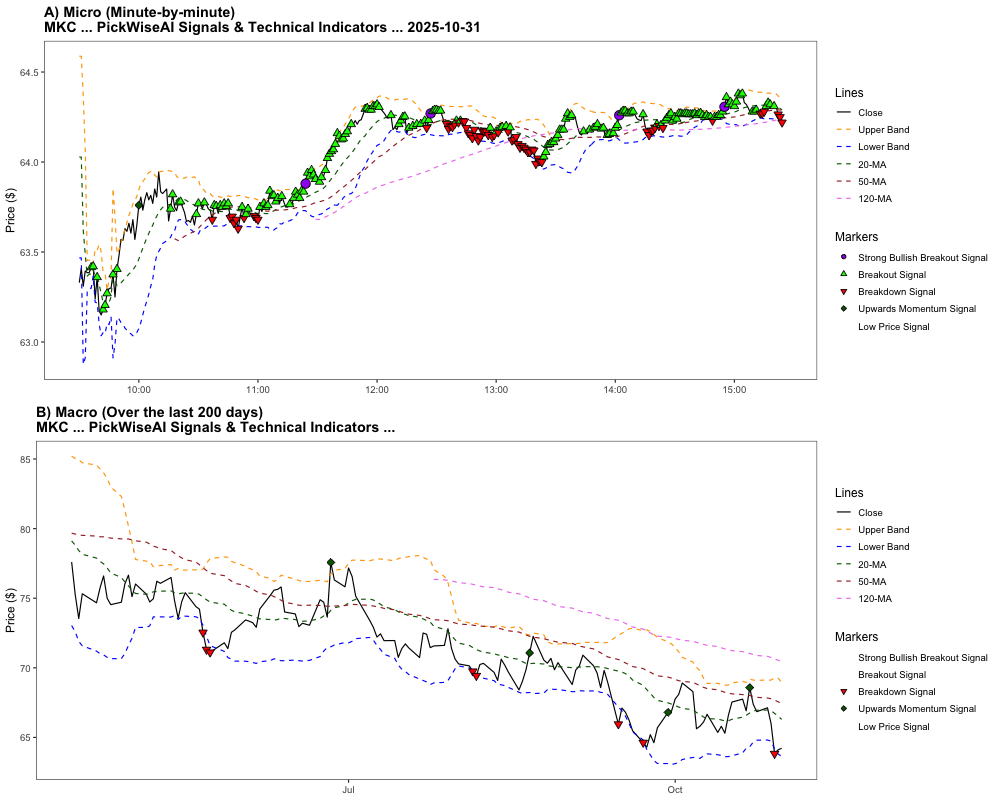 A) Micro (Minute-by-minute)
MKC ... PickWiseAI Signals & Technical Indicators ... 2025-10-31
Price ($)
64.5
64.0
63.5
63.0
10:00
11:00
12:00
13:00
14:00
15:00
Lines
Close
Upper Band
Lower Band
20-MA
50-MA
120-MA
Markers
Strong Bullish Breakout Signal
Breakout Signal
Breakdown Signal
Upwards Momentum Signal
Low Price Signal
B) Macro (Over the last 200 days)
MKC ... PickWiseAI Signals & Technical Indicators ...
Price ($)
85
80
75
70
65
Jul
Oct
Lines
Close
Upper Band
Lower Band
20-MA
50-MA
120-MA
Markers
Strong Bullish Breakout Signal
Breakout Signal
Breakdown Signal
Upwards Momentum Signal
Low Price Signal